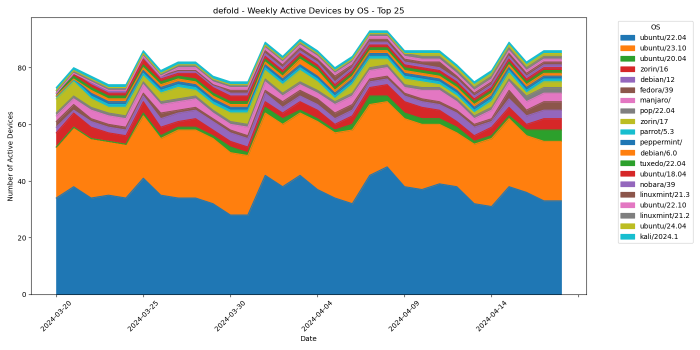 defold - Weekly Active Devices by OS - Top 25
Number of Active Devices
80
60
40
20
0
2024-03-20
2024-03-25
2024-03-30
2024-04-04
2024-04-09
2024-04-14
Date
OS
ubuntu/22.04
ubuntu/23.10
ubuntu/20.04
zorin/16
debian/12
fedora/39
manjaro/
pop/22.04
zorin/17
parrot/5.3
peppermint/
debian/6.0
tuxedo/22.04
ubuntu/18.04
nobara/39
linuxmint/21.3
ubuntu/22.10
linuxmint/21.2
ubuntu/24.04
kali/2024.1